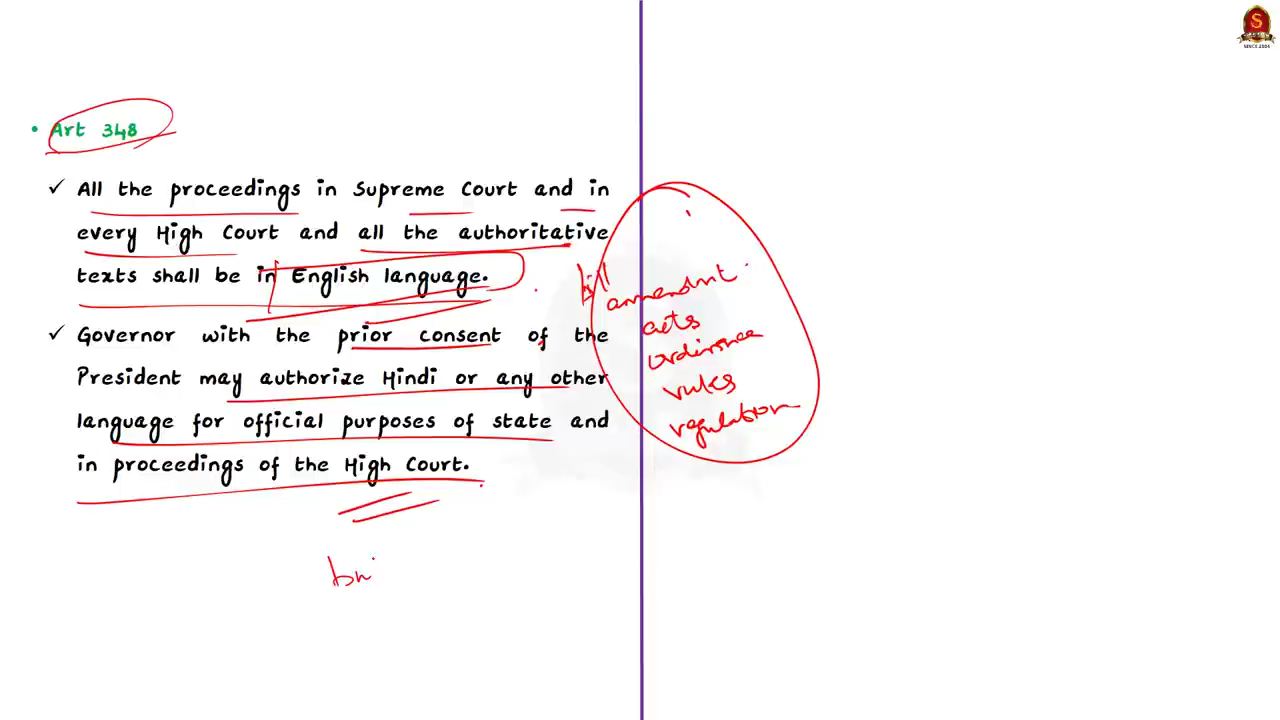 • Art 348
✓ All the proceedings in Supreme Court and in
every High Court and all the authoritative
texts shall be in English language.
✓ Governor with the prior consent of the
President may authorize Hindi or any other
language for official purposes of state and
in proceedings of the High Court.
bill
acts
rules
regulation
S
SINCE 2004